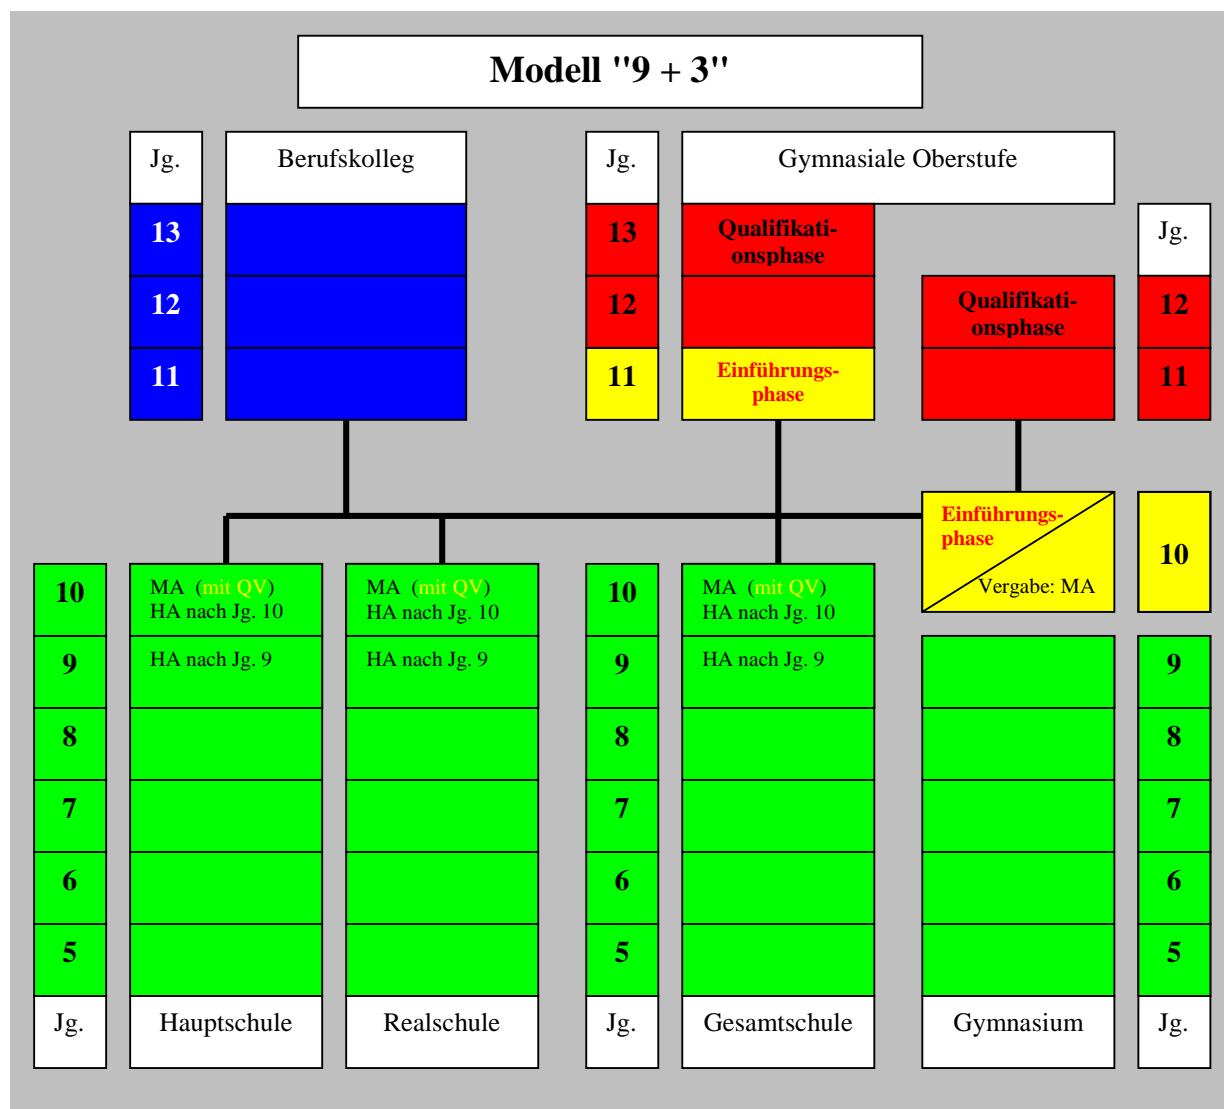 Modell "9 + 3"
Jg. Berufskolleg Jg. Gymnasiale Oberstufe
13 13 Qualifikati-
onsphase Jg.
12 12 Qualifikati-
onsphase 12
11 11 Einführungs-
phase 11
Einführungs-
phase
Vergabe: MA
10
10 MA (mit QV)
HA nach Jg. 10
MA (mit QV)
HA nach Jg. 10
10 MA (mit QV)
HA nach Jg. 10
9 HA nach Jg. 9 HA nach Jg. 9 9 HA nach Jg. 9 9
8 8 8
7 7 7
6 6 6
5 5 5
Jg. Hauptschule Realschule Jg. Gesamtschule Gymnasium Jg.